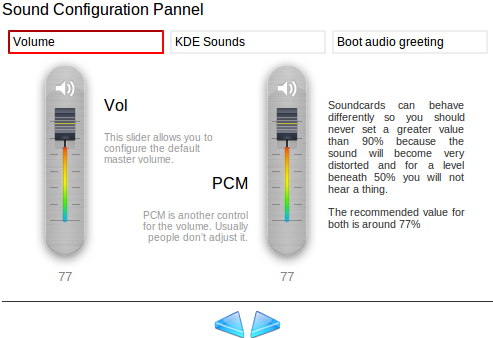 Sound Configuration Pannel
Volume
KDE Sounds
Boot audio greeting
Vol
This slider allows you to
configure the default
master volume.
PCM
PCM is another control
for the volume. Usually
people don't adjust it.
77
77
Soundcards can behave
differently so you should
never set a greater value
than 90% because the
sound will become very
distorted and for a level
beneath 50% you will not
hear a thing.
The recommended value for
both is around 77%